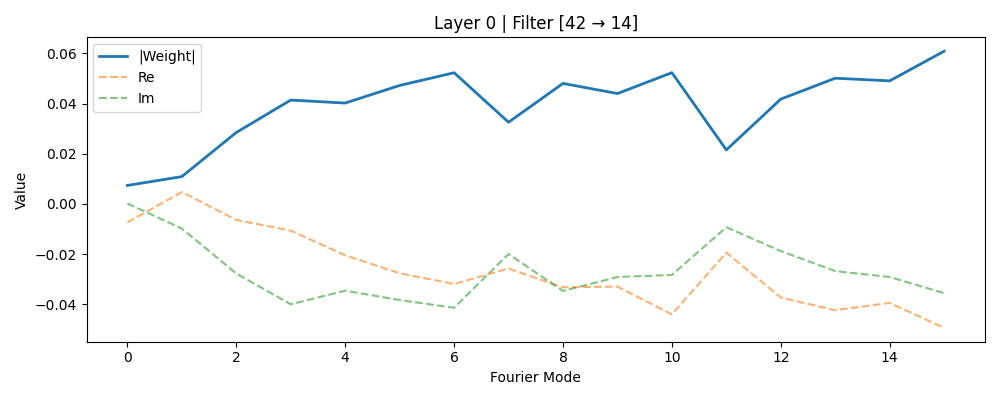 Layer 0 | Filter [42 → 14]
|Weight|
Re
Im
Value
0.06
0.04
0.02
0.00
−0.02
−0.04
0 2 4 6 8 10 12 14
Fourier Mode